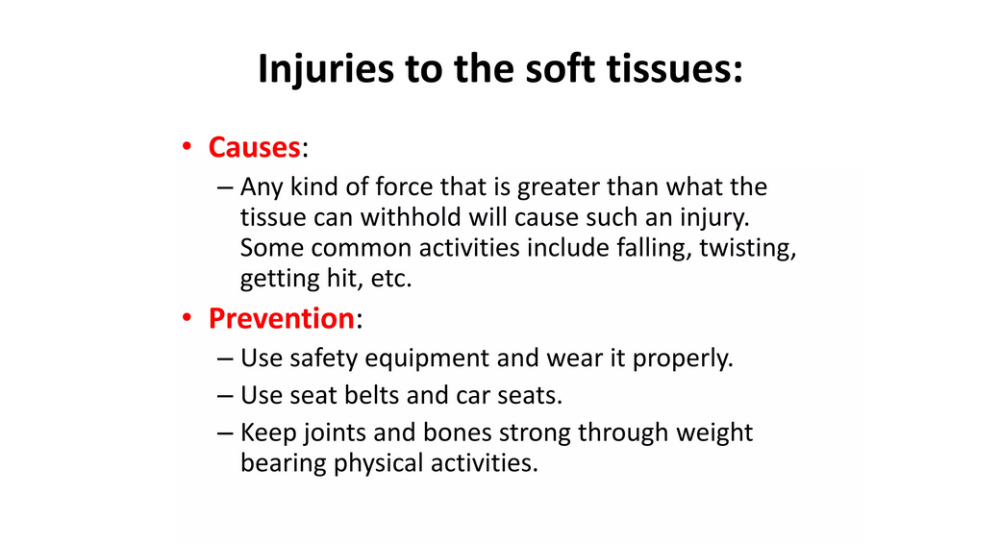 Injuries to the soft tissues:
• Causes:
– Any kind of force that is greater than what the
tissue can withhold will cause such an injury.
Some common activities include falling, twisting,
getting hit, etc.
• Prevention:
– Use safety equipment and wear it properly.
– Use seat belts and car seats.
– Keep joints and bones strong through weight
bearing physical activities.